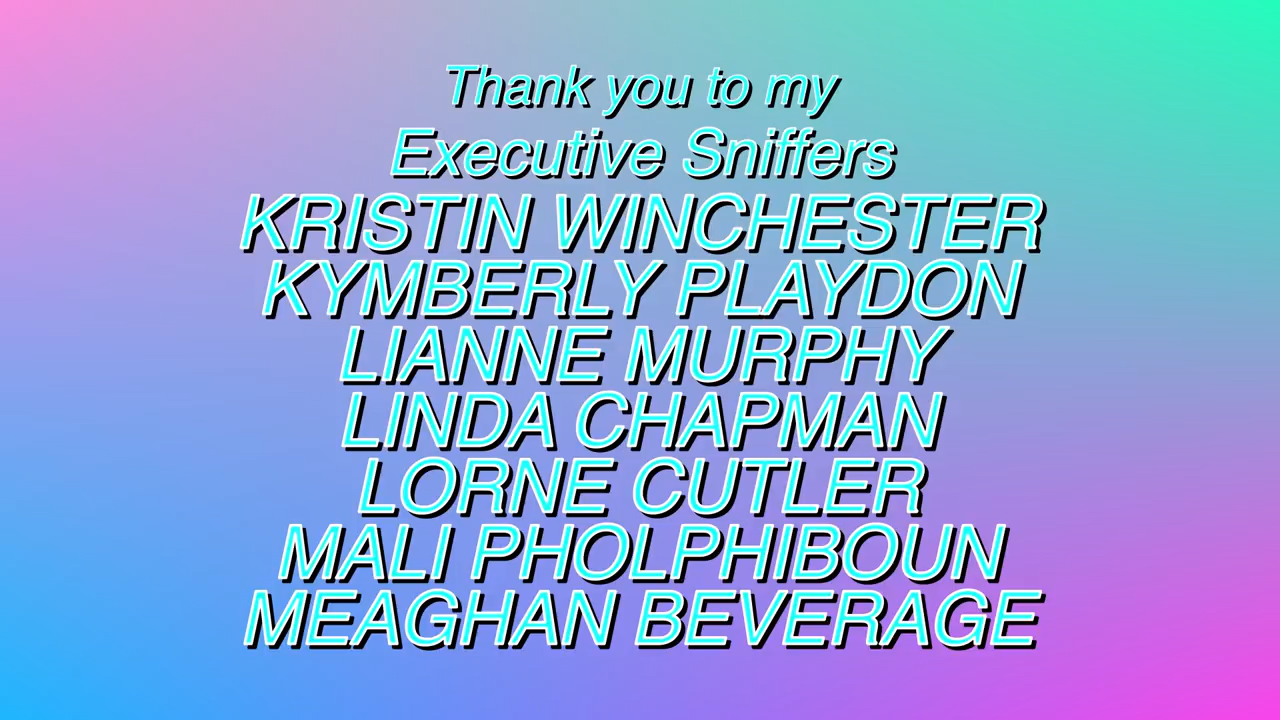 Thank you to my
Executive Sniffers
KRISTIN WINCHESTER
KYMBERLY PLAYDON
LIANNE MURPHY
LINDA CHAPMAN
LORNE CUTLER
MALI PHOLPHIBOUN
MEAGHAN BEVERAGE